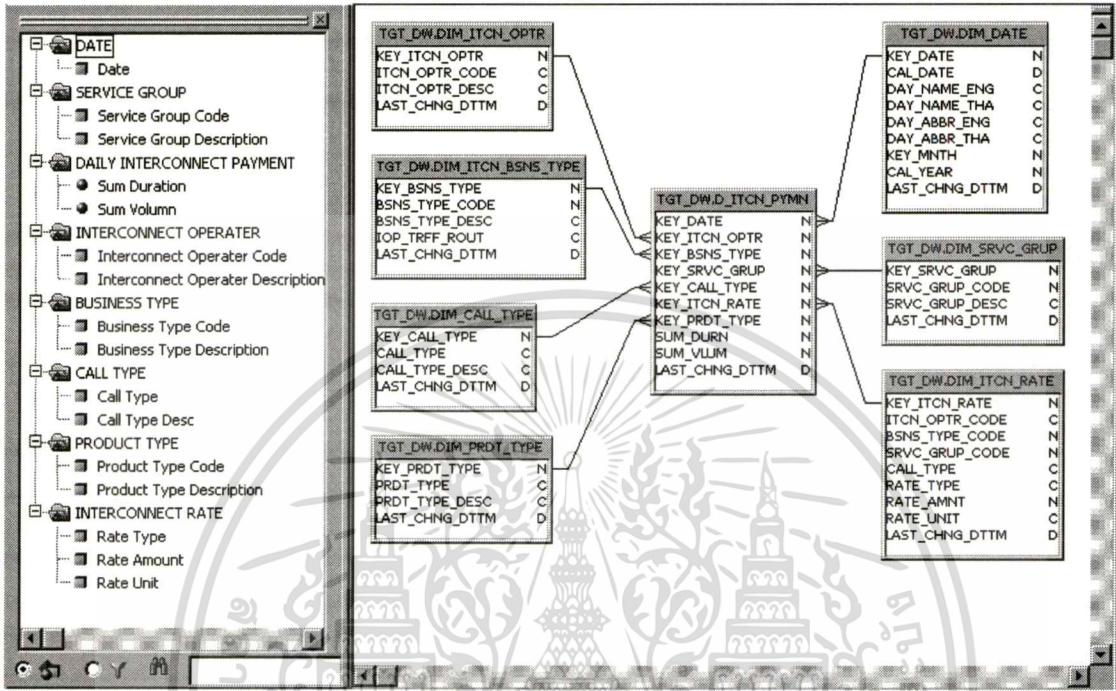 DATE
Date
SERVICE GROUP
Service Group Code
Service Group Description
DAILY INTERCONNECT PAYMENT
Sum Duration
Sum Volumn
INTERCONNECT OPERATER
Interconnect Operater Code
Interconnect Operater Description
BUSINESS TYPE
Business Type Code
Business Type Description
CALL TYPE
Call Type
Call Type Desc
PRODUCT TYPE
Product Type Code
Product Type Description
INTERCONNECT RATE
Rate Type
Rate Amount
Rate Unit
TGT_DW.DIM_ITCN_OPTR
KEY_ITCN_OPTR N
ITCN_OPTR_CODE C
ITCN_OPTR_DESC C
LAST_CHNG_DTTM D
TGT_DW.DIM_ITCN_BSNS_TYPE
KEY_BSNS_TYPE N
BSNS_TYPE_CODE N
BSNS_TYPE_DESC C
IOP_TRFF_ROUT C
LAST_CHNG_DTTM D
TGT_DW.DIM_CALL_TYPE
KEY_CALL_TYPE N
CALL_TYPE C
CALL_TYPE_DESC C
LAST_CHNG_DTTM D
TGT_DW.DIM_PRDT_TYPE
KEY_PRDT_TYPE N
PRDT_TYPE C
PRDT_TYPE_DESC C
LAST_CHNG_DTTM D
TGT_DW.D_ITCN_PYMN
KEY_DATE N
KEY_ITCN_OPTR N
KEY_BSNS_TYPE N
KEY_SRVC_GRUP N
KEY_CALL_TYPE N
KEY_ITCN_RATE N
KEY_PRDT_TYPE N
SUM_DURN N
SUM_VLUM N
LAST_CHNG_DTTM D
TGT_DW.DIM_DATE
KEY_DATE N
CAL_DATE D
DAY_NAME_ENG C
DAY_NAME_THA C
DAY_ABBR_ENG C
DAY_ABBR_THA C
KEY_MNTH N
CAL_YEAR N
LAST_CHNG_DTTM D
TGT_DW.DIM_SRVC_GRUP
KEY_SRVC_GRUP N
SRVC_GRUP_CODE N
SRVC_GRUP_DESC C
LAST_CHNG_DTTM D
TGT_DW.DIM_ITCN_RATE
KEY_ITCN_RATE N
ITCN_OPTR_CODE C
BSNS_TYPE_CODE N
SRVC_GRUP_CODE N
CALL_TYPE C
RATE_TYPE C
RATE_AMNT N
RATE_UNIT C
LAST_CHNG_DTTM D